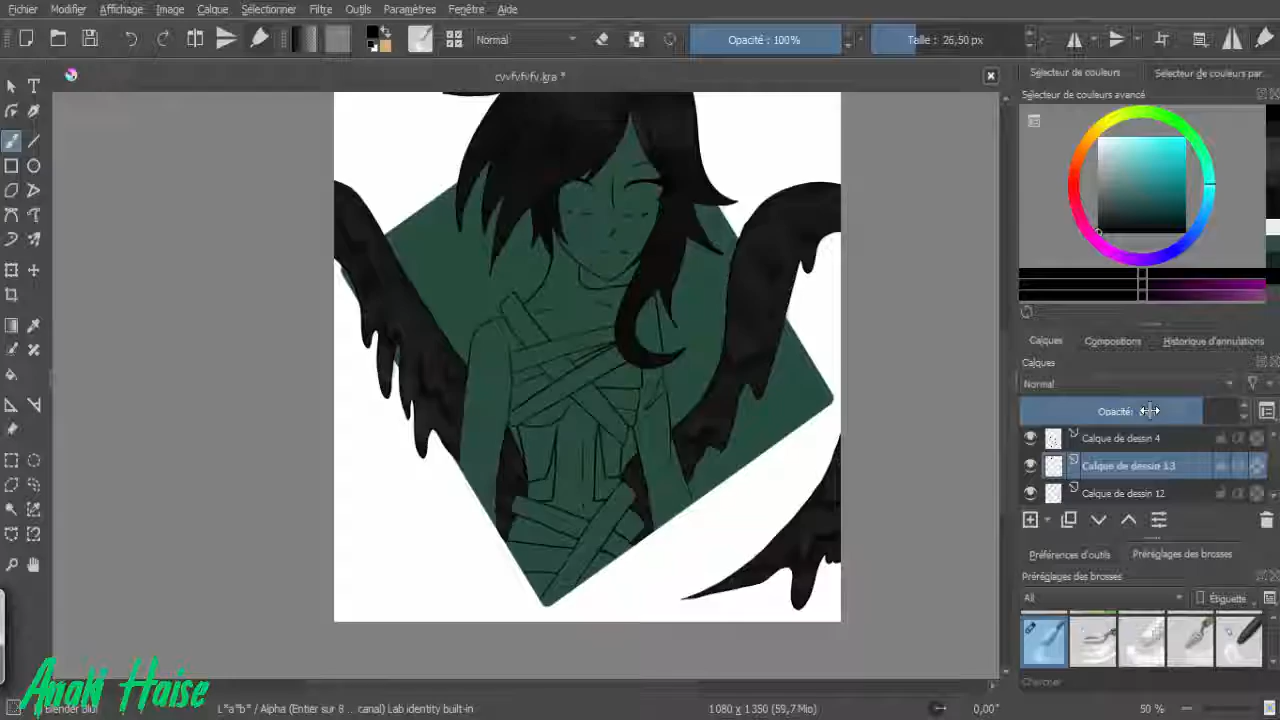 Fichier Modifier Affichage Image Calque Sélectionner Filtre Outils Paramètres Fenêtre Aide
Normal Opacité : 100% Taille : 26,50 px
cvvfvfvfv.kra *
Sélecteur de couleurs Sélecteur de couleurs par...
Sélecteur de couleurs avancé
Calques Compositions Historique d'annulations
Calques
Normal
Opacité:
Calque de dessin 4
Calque de dessin 13
Calque de dessin 12
Préférences d'outils Préréglages des brosses
Préréglages des brosses
All Étiquette
Chercher
Anaki Haise
L*a*b* / Alpha (Entier sur 8 ... canal) Lab identity built-in 1080 x 1350 (59,7 Mio) 0,00° 50 %